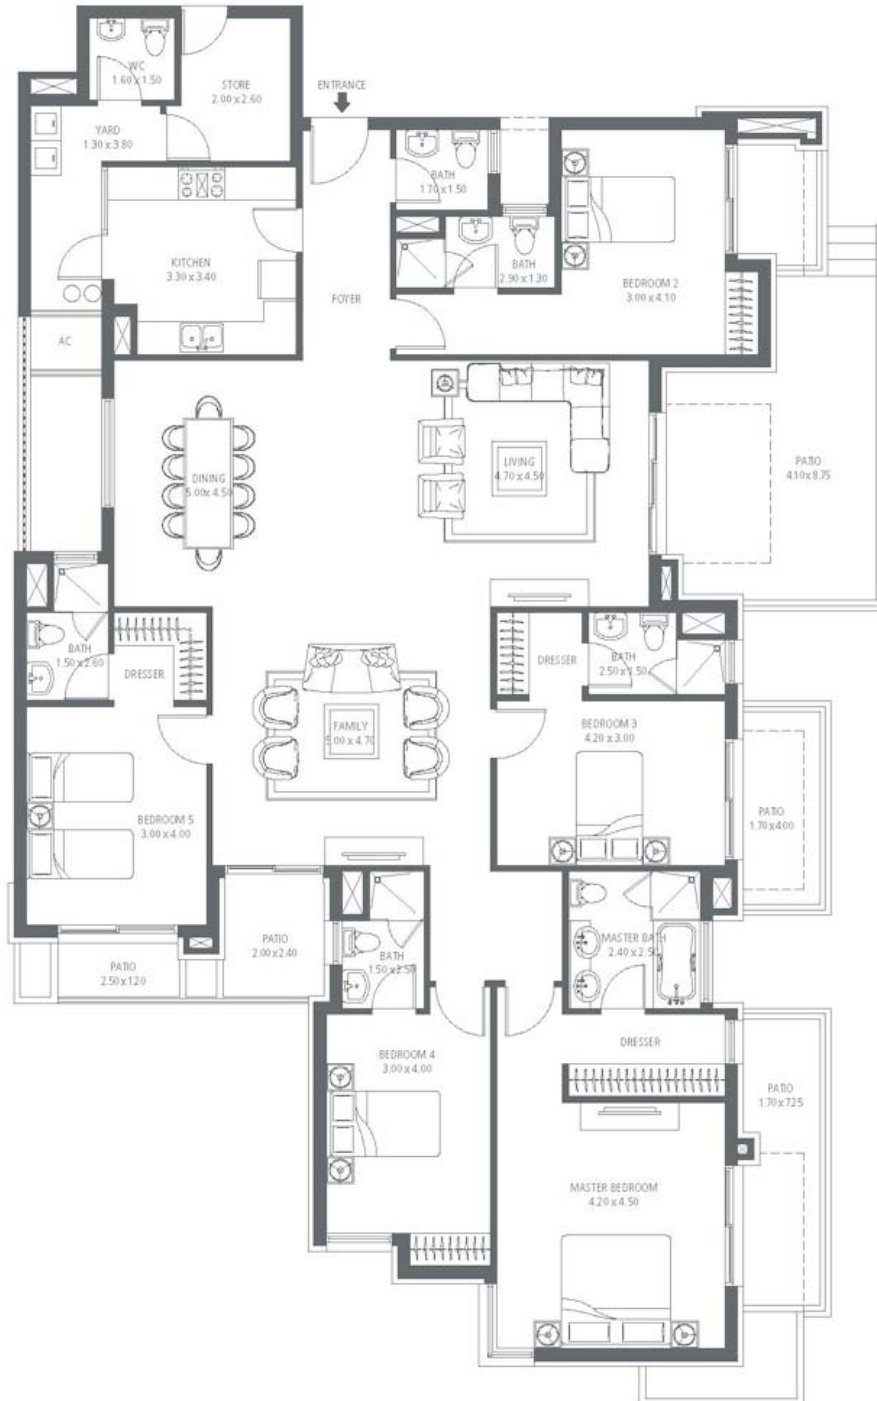 WC
1.60 x 1.50
STORE
2.00 x 2.60
ENTRANCE
YARD
1.30 x 3.80
BATH
1.70 x 1.50
KITCHEN
3.30 x 3.40
BATH
2.90 x 1.30
BEDROOM 2
3.00 x 4.10
FOYER
AC
DINING
5.00 x 4.50
LIVING
4.70 x 4.50
PATIO
4.10 x 8.75
BATH
1.50 x 2.60
DRESSER
DRESSER
BATH
2.50 x 1.50
FAMILY
5.00 x 4.70
BEDROOM 3
4.20 x 3.00
BEDROOM 5
3.00 x 4.00
PATIO
1.70 x 4.00
PATIO
2.00 x 2.40
PATIO
2.50 x 1.20
BATH
1.50 x 2.50
MASTER BATH
2.40 x 2.50
DRESSER
BEDROOM 4
3.00 x 4.00
PATIO
1.70 x 7.25
MASTER BEDROOM
4.20 x 4.50